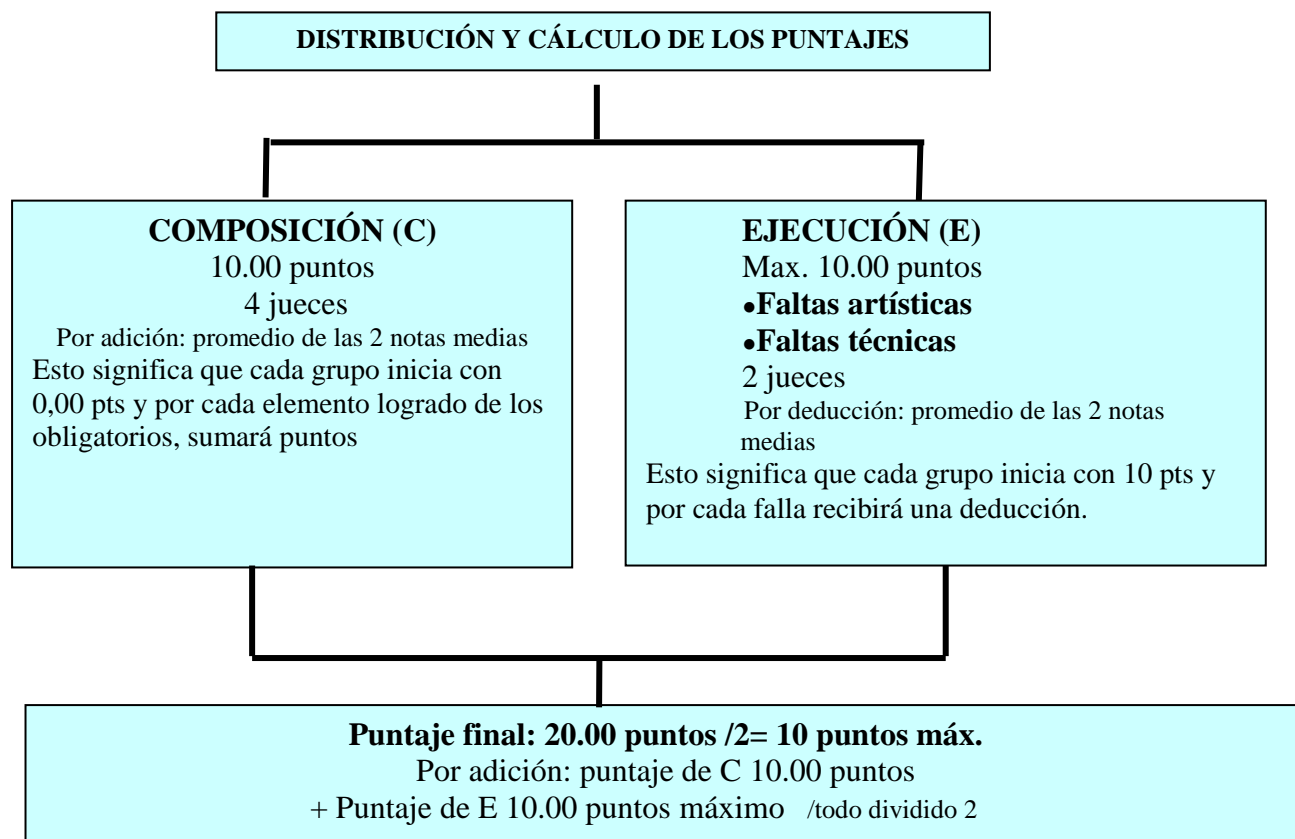 DISTRIBUCIÓN Y CÁLCULO DE LOS PUNTAJES
COMPOSICIÓN (C)
10.00 puntos
4 jueces
Por adición: promedio de las 2 notas medias
Esto significa que cada grupo inicia con
0,00 pts y por cada elemento logrado de los
obligatorios, sumará puntos
EJECUCIÓN (E)
Max. 10.00 puntos
●Faltas artísticas
●Faltas técnicas
2 jueces
Por deducción: promedio de las 2 notas
medias
Esto significa que cada grupo inicia con 10 pts y
por cada falla recibirá una deducción.
Puntaje final: 20.00 puntos /2= 10 puntos máx.
Por adición: puntaje de C 10.00 puntos
+ Puntaje de E 10.00 puntos máximo /todo dividido 2